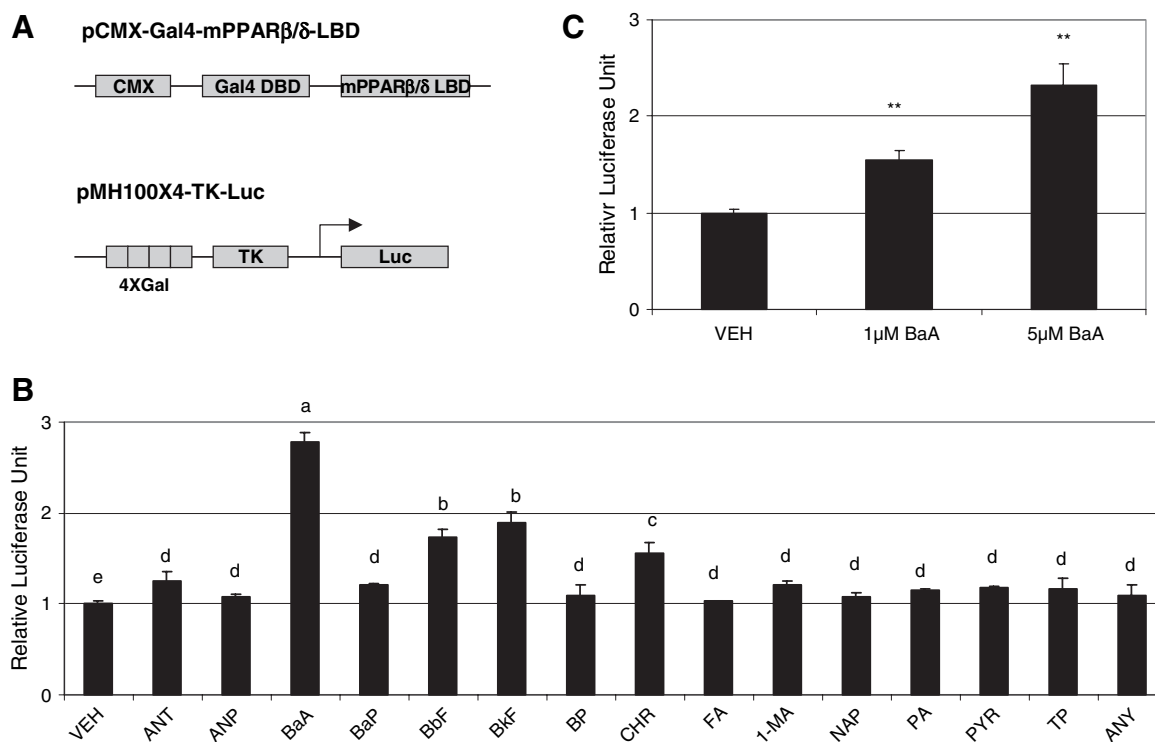 A
pCMX-Gal4-mPPARβ/δ-LBD
CMX Gal4 DBD mPPARβ/δ LBD
pMH100X4-TK-Luc
TK Luc
4XGal
C
Relativr Luciferase Unit
3
2
1
0
**
**
VEH 1µM BaA 5µM BaA
B
Relative Luciferase Unit
3
2
1
0
e d d a d b b d c d d d d d d d
VEH ANT ANP BaA BaP BbF BkF BP CHR FA 1-MA NAP PA PYR TP ANY